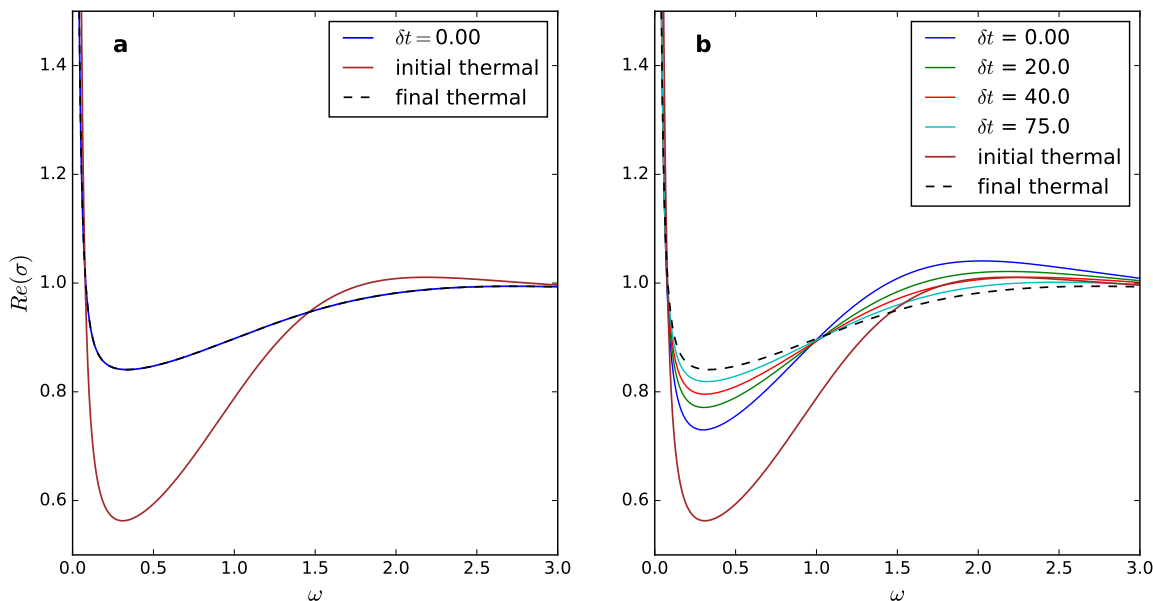 a
δt = 0.00
initial thermal
final thermal
Re(σ)
1.4
1.2
1.0
0.8
0.6
0.0 0.5 1.0 1.5 2.0 2.5 3.0
ω
b
δt = 0.00
δt = 20.0
δt = 40.0
δt = 75.0
initial thermal
final thermal
1.4
1.2
1.0
0.8
0.6
0.0 0.5 1.0 1.5 2.0 2.5 3.0
ω